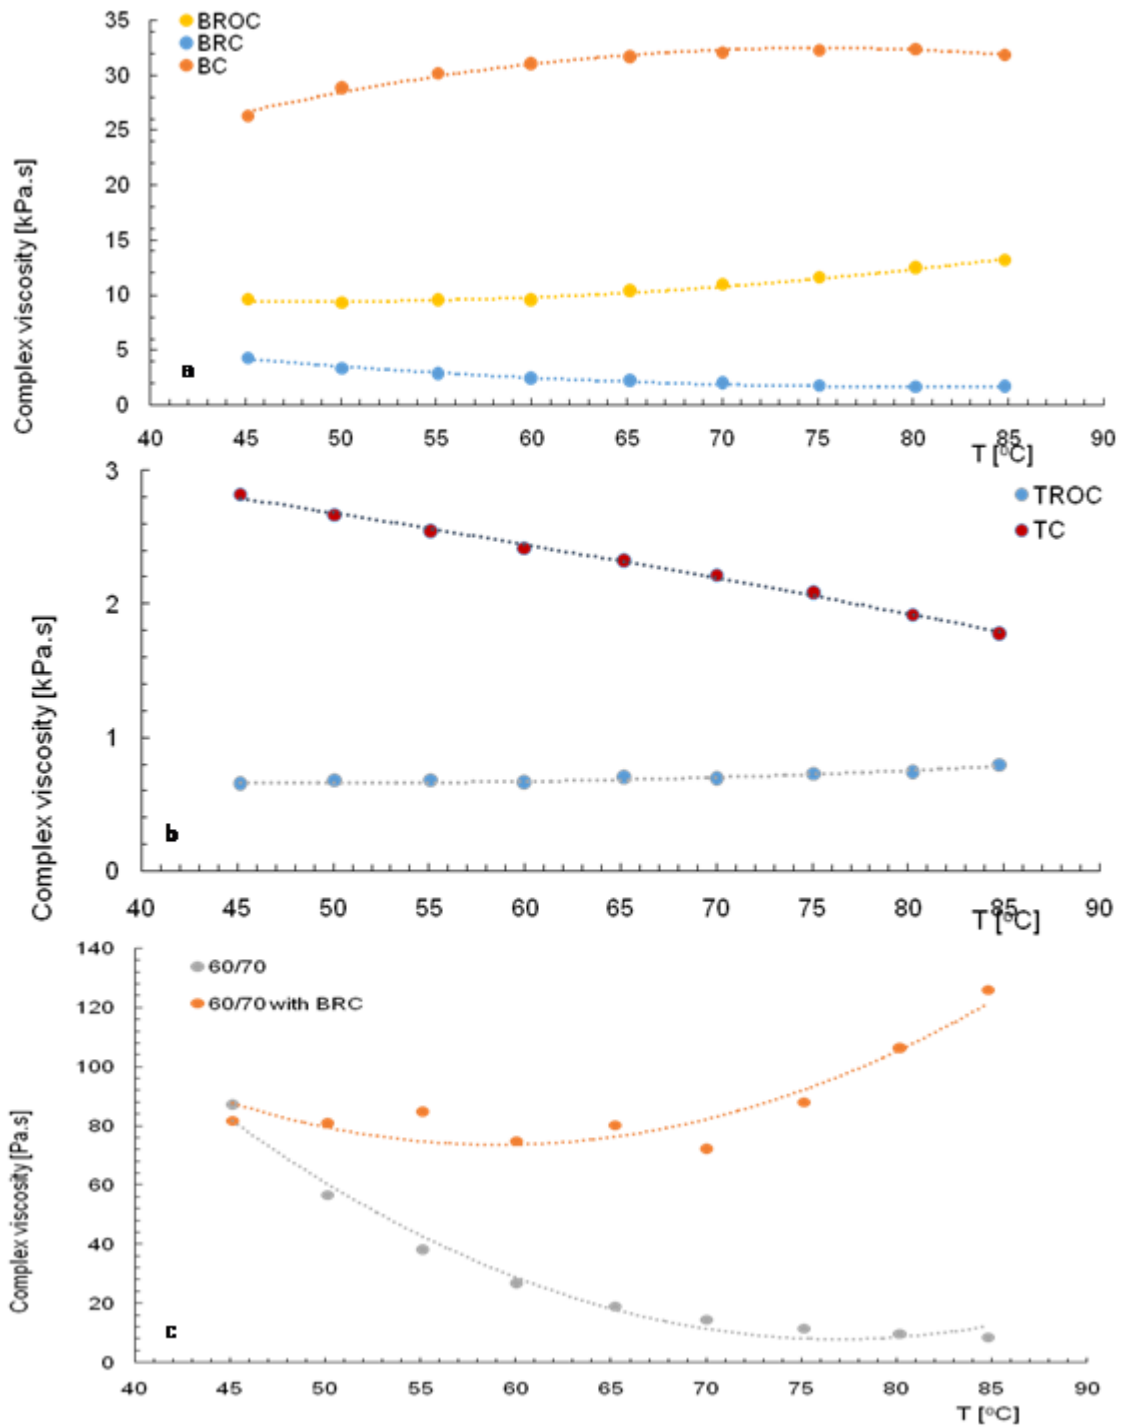 35
BROC
BRC
BC
30
25
20
15
10
5
0
Complex viscosity [kPa.s]
a
40 45 50 55 60 65 70 75 80 85 90
T [⁰C]
3
TROC
TC
2
1
0
Complex viscosity [kPa.s]
b
40 45 50 55 60 65 70 75 80 85 90
T [⁰C]
140
60/70
60/70 with BRC
120
100
80
60
40
20
0
Complex viscosity [Pa.s]
c
40 45 50 55 60 65 70 75 80 85 90
T [⁰C]